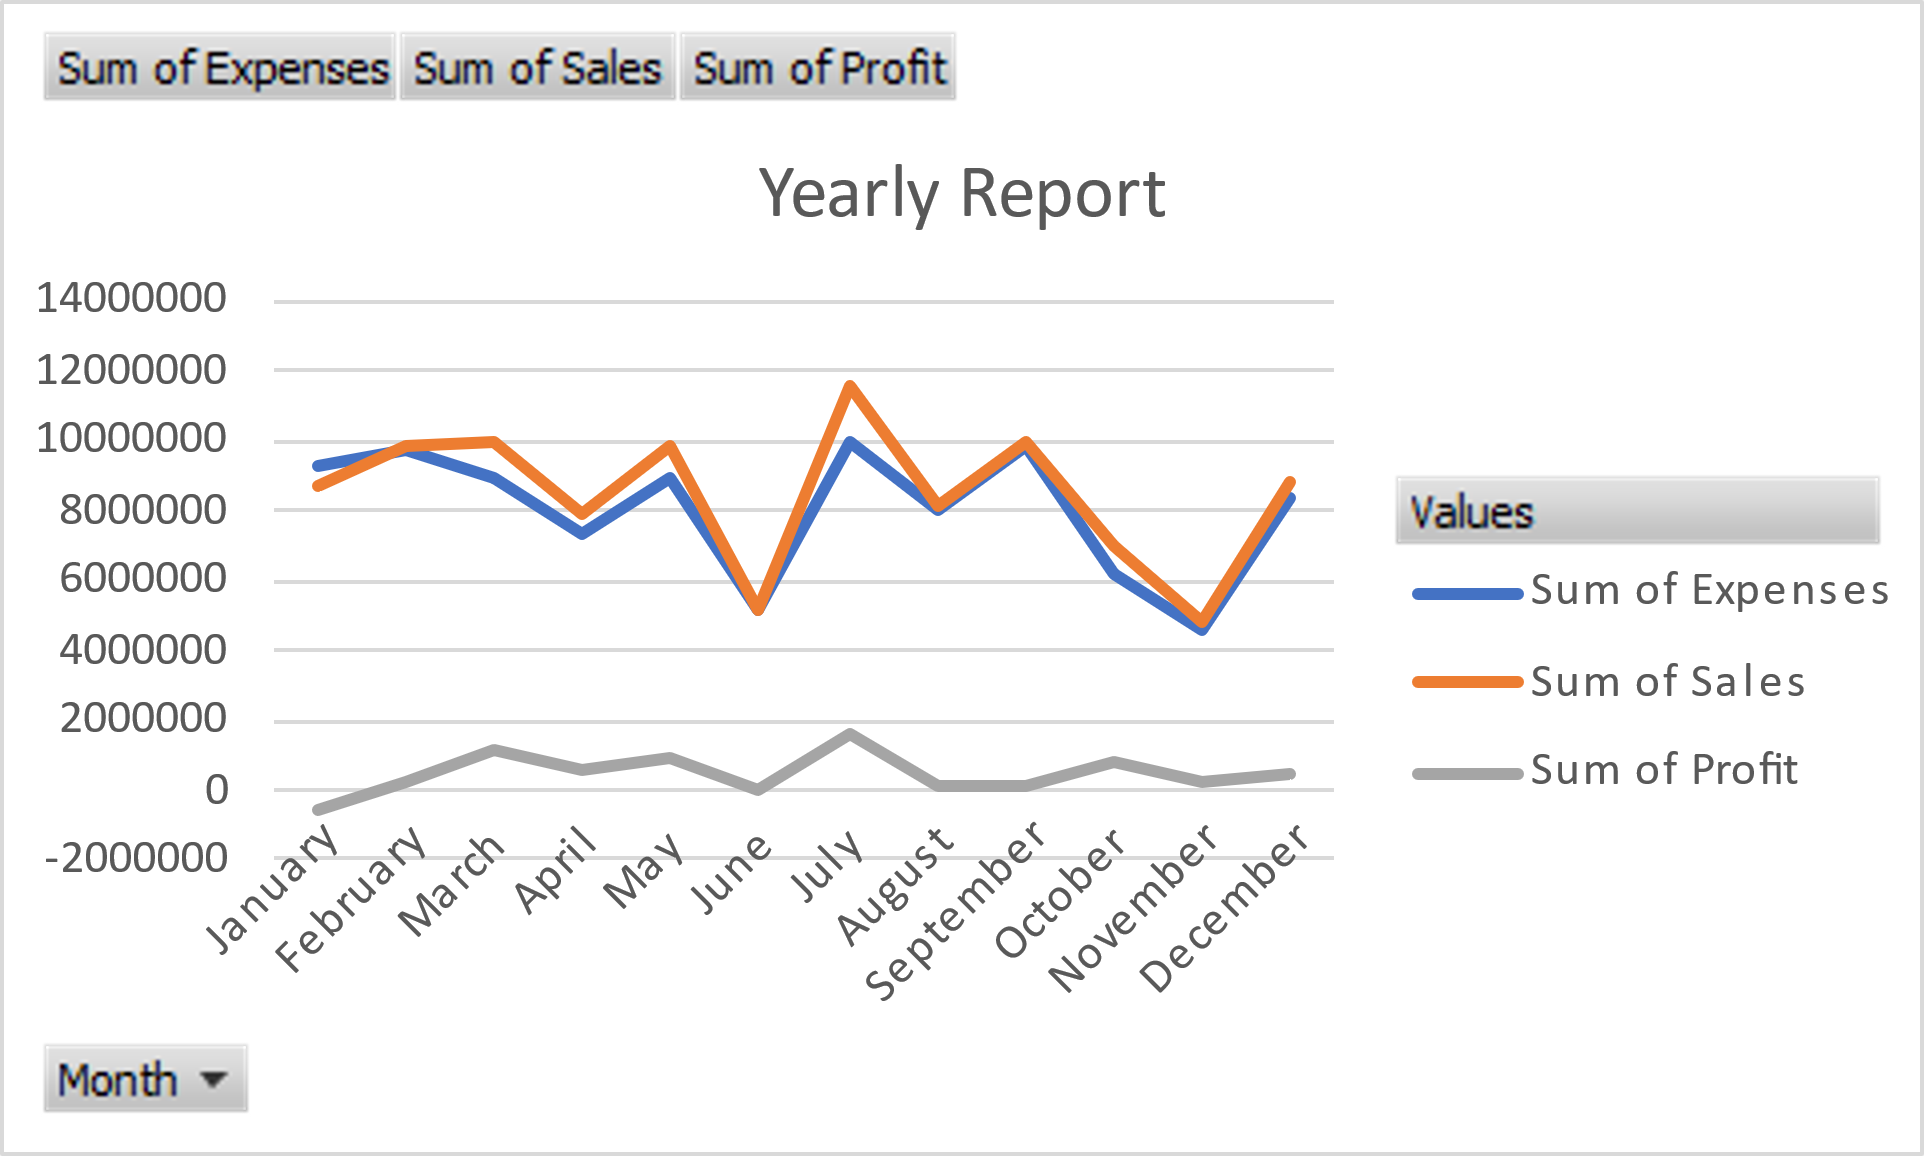 Sum of Expenses Sum of Sales Sum of Profit
Yearly Report
14000000
12000000
10000000
8000000
6000000
4000000
2000000
0
-2000000
January
February
March
April
May
June
July
August
September
October
November
December
Values
Sum of Expenses
Sum of Sales
Sum of Profit
Month